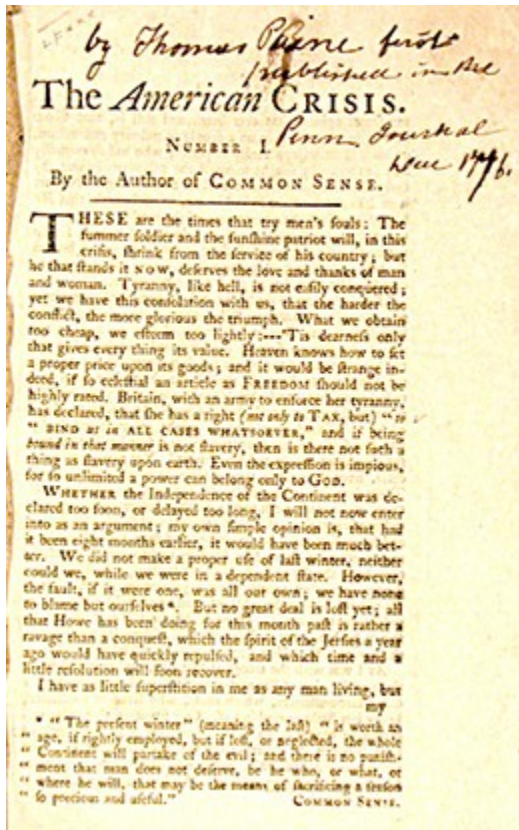 by Thomas Paine first
published in the
The American CRISIS.
Penn Journal
NUMBER I.
Dec 1776.
By the Author of COMMON SENSE.
THESE are the times that try men's souls: The
ſummer ſoldier and the ſunſhine patriot will, in this
criſis, ſhrink from the ſervice of his country; but
he that ſtands it NOW, deſerves the love and thanks of man
and woman. Tyranny, like hell, is not eaſily conquered;
yet we have this conſolation with us, that the harder the
conflict, the more glorious the triumph. What we obtain
too cheap, we eſteem too lightly:---'Tis dearneſs only
that gives every thing its value. Heaven knows how to ſet
a proper price upon its goods; and it would be ſtrange in-
deed, if ſo celeſtial an article as FREEDOM ſhould not be
highly rated. Britain, with an army to enforce her tyranny,
has declared, that ſhe has a right (not only to TAX, but) "to
" BIND us in ALL CASES WHATSOEVER," and if being
bound in that manner is not ſlavery, then is there not ſuch a
thing as ſlavery upon earth. Even the expreſſion is impious,
for ſo unlimited a power can belong only to GOD.
WHETHER the Independence of the Continent was de-
clared too ſoon, or delayed too long, I will not now enter
into as an argument; my own ſimple opinion is, that had
it been eight months earlier, it would have been much bet-
ter. We did not make a proper uſe of laſt winter, neither
could we, while we were in a dependent ſtate. However,
the fault, if it were one, was all our own; we have none
to blame but ourſelves*. But no great deal is loſt yet; all
that Howe has been doing for this month paſt is rather a
ravage than a conqueſt, which the ſpirit of the Jerſies a year
ago would have quickly repulſed, and which time and a
little reſolution will ſoon recover.
I have as little ſuperſtition in me as any man living, but
my
* " The preſent winter" (meaning the laſt) " is worth an
" age, if rightly employed, but if loſt, or neglected, the whole
" Continent will partake of the evil; and there is no puniſh-
" ment that man does not deſerve, be he who, or what, or
" where he will, that may be the means of ſacrificing a ſeaſon
" ſo precious and uſeful." COMMON SENSE.